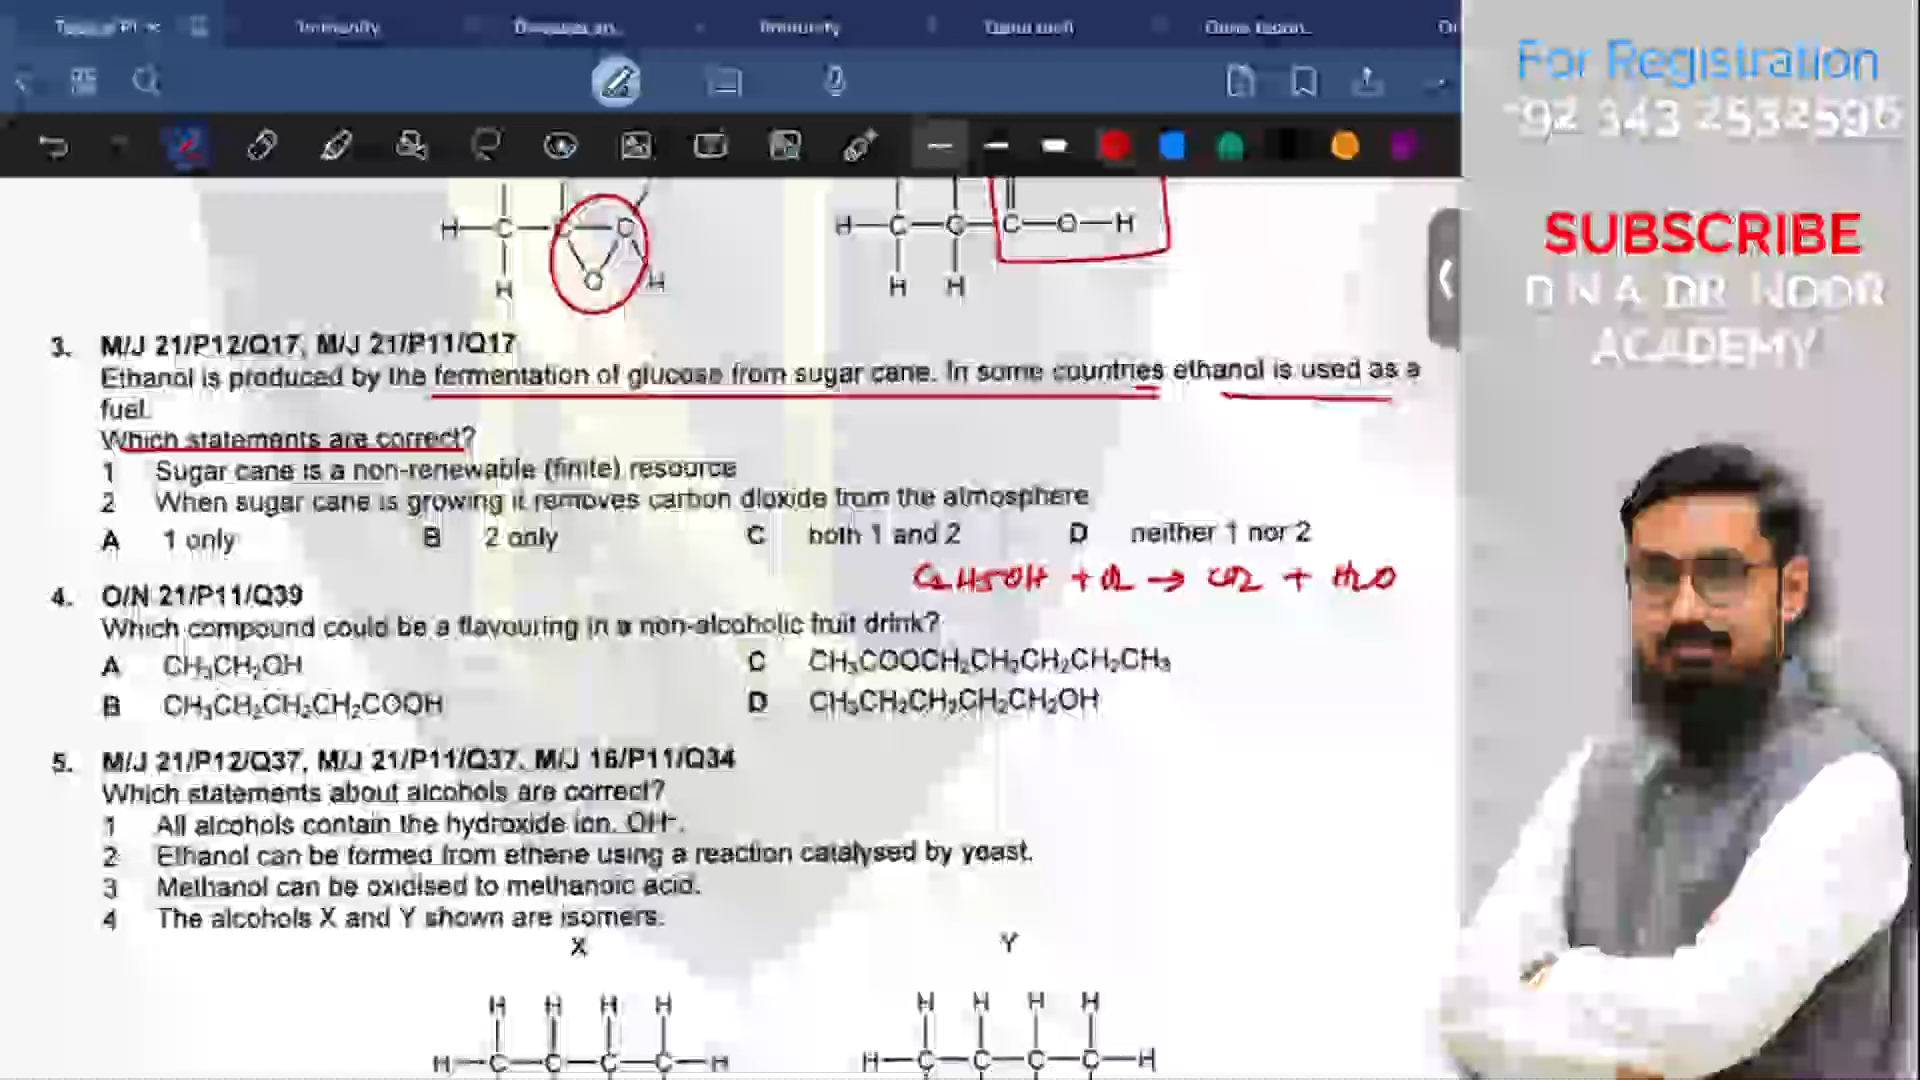 Immunity
Immunity
For Registration
92 343 2532596
SUBSCRIBE
D N A DR NOOR
ACADEMY
H C C O
O
H H
H C C C O H
H H
3. M/J 21/P12/Q17, M/J 21/P11/Q17
Ethanol is produced by the fermentation of glucose from sugar cane. In some countries ethanol is used as a
fuel.
Which statements are correct?
1 Sugar cane is a non-renewable (finite) resource
2 When sugar cane is growing it removes carbon dioxide from the atmosphere
A 1 only B 2 only C both 1 and 2 D neither 1 nor 2
C2H5OH + O2 → CO2 + H2O
4. O/N 21/P11/Q39
Which compound could be a flavouring in a non-alcoholic fruit drink?
A CH₃CH₂OH C CH₃COOCH₂CH₂CH₂CH₂CH₃
B CH₃CH₂CH₂CH₂COOH D CH₃CH₂CH₂CH₂CH₂OH
5. M/J 21/P12/Q37, M/J 21/P11/Q37, M/J 16/P11/Q34
Which statements about alcohols are correct?
1 All alcohols contain the hydroxide ion, OH⁻.
2 Ethanol can be formed from ethene using a reaction catalysed by yeast.
3 Methanol can be oxidised to methanoic acid.
4 The alcohols X and Y shown are isomers.
X Y
H H H H H H H H
H C C C C H H C C C C H